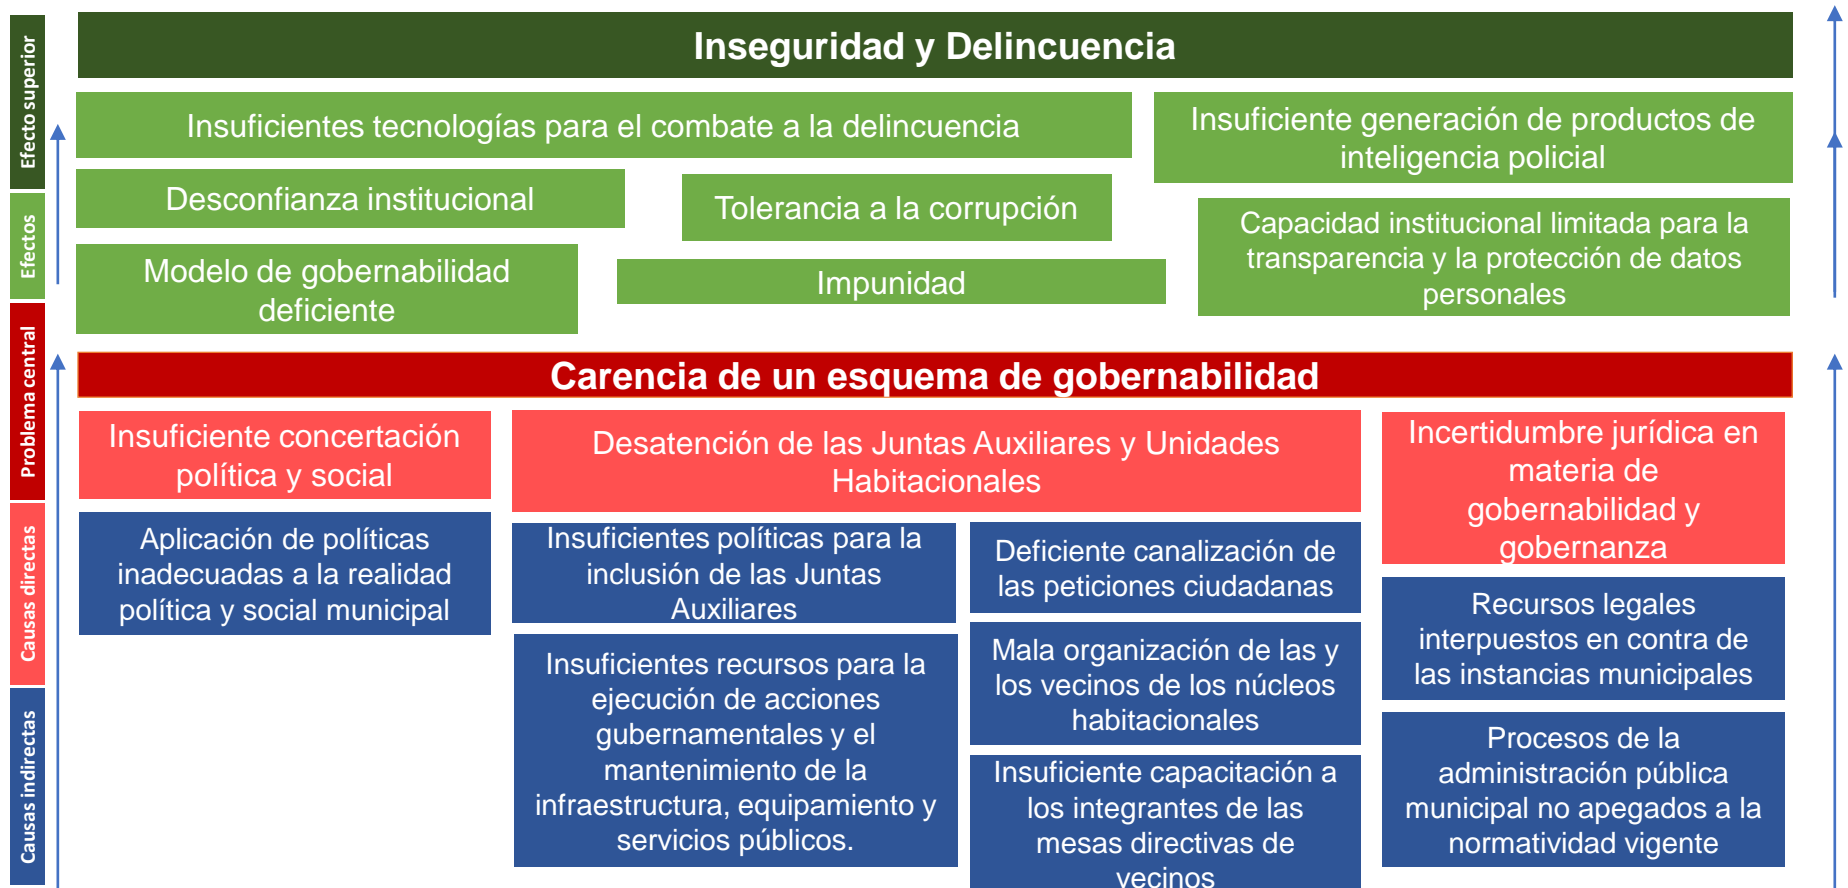 Efecto superior
Efectos
Problema central
Causas directas
Causas indirectas
Inseguridad y Delincuencia
Insuficientes tecnologías para el combate a la delincuencia
Insuficiente generación de productos de
inteligencia policial
Desconfianza institucional
Tolerancia a la corrupción
Capacidad institucional limitada para la
transparencia y la protección de datos
personales
Modelo de gobernabilidad
deficiente
Impunidad
Carencia de un esquema de gobernabilidad
Insuficiente concertación
política y social
Desatención de las Juntas Auxiliares y Unidades
Habitacionales
Incertidumbre jurídica en
materia de
gobernabilidad y
gobernanza
Aplicación de políticas
inadecuadas a la realidad
política y social municipal
Insuficientes políticas para la
inclusión de las Juntas
Auxiliares
Deficiente canalización de
las peticiones ciudadanas
Recursos legales
interpuestos en contra de
las instancias municipales
Insuficientes recursos para la
ejecución de acciones
gubernamentales y el
mantenimiento de la
infraestructura, equipamiento y
servicios públicos.
Mala organización de las y
los vecinos de los núcleos
habitacionales
Insuficiente capacitación a
los integrantes de las
mesas directivas de
vecinos
Procesos de la
administración pública
municipal no apegados a la
normatividad vigente